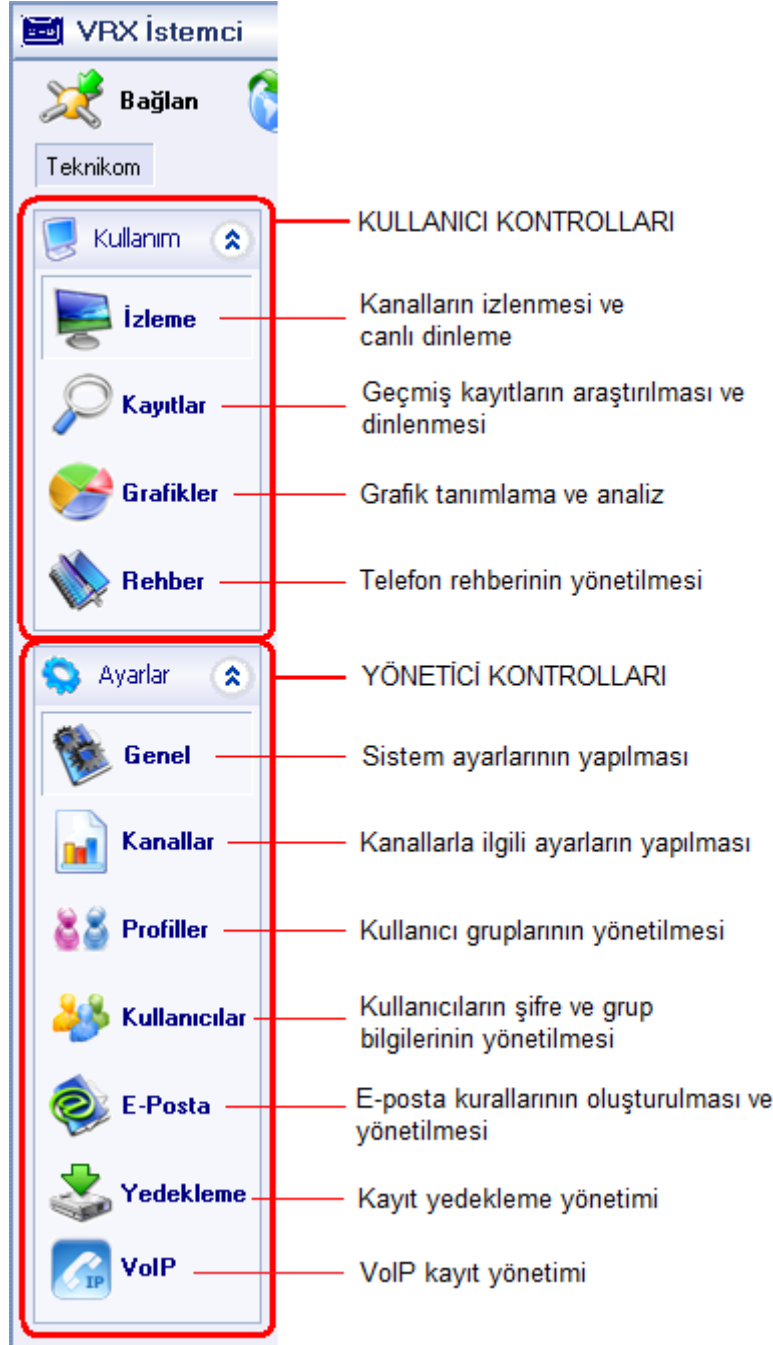 VRX İstemci
Bağlan
Teknikom
Kullanım
KULLANICI KONTROLLARI
İzleme
Kanalların izlenmesi ve
canlı dinleme
Kayıtlar
Geçmiş kayıtların araştırılması ve
dinlenmesi
Grafikler
Grafik tanımlama ve analiz
Rehber
Telefon rehberinin yönetilmesi
Ayarlar
YÖNETİCİ KONTROLLARI
Genel
Sistem ayarlarının yapılması
Kanallar
Kanallarla ilgili ayarların yapılması
Profiller
Kullanıcı gruplarının yönetilmesi
Kullanıcılar
Kullanıcıların şifre ve grup
bilgilerinin yönetilmesi
E-Posta
E-posta kurallarının oluşturulması ve
yönetilmesi
Yedekleme
Kayıt yedekleme yönetimi
IP
VoIP
VoIP kayıt yönetimi